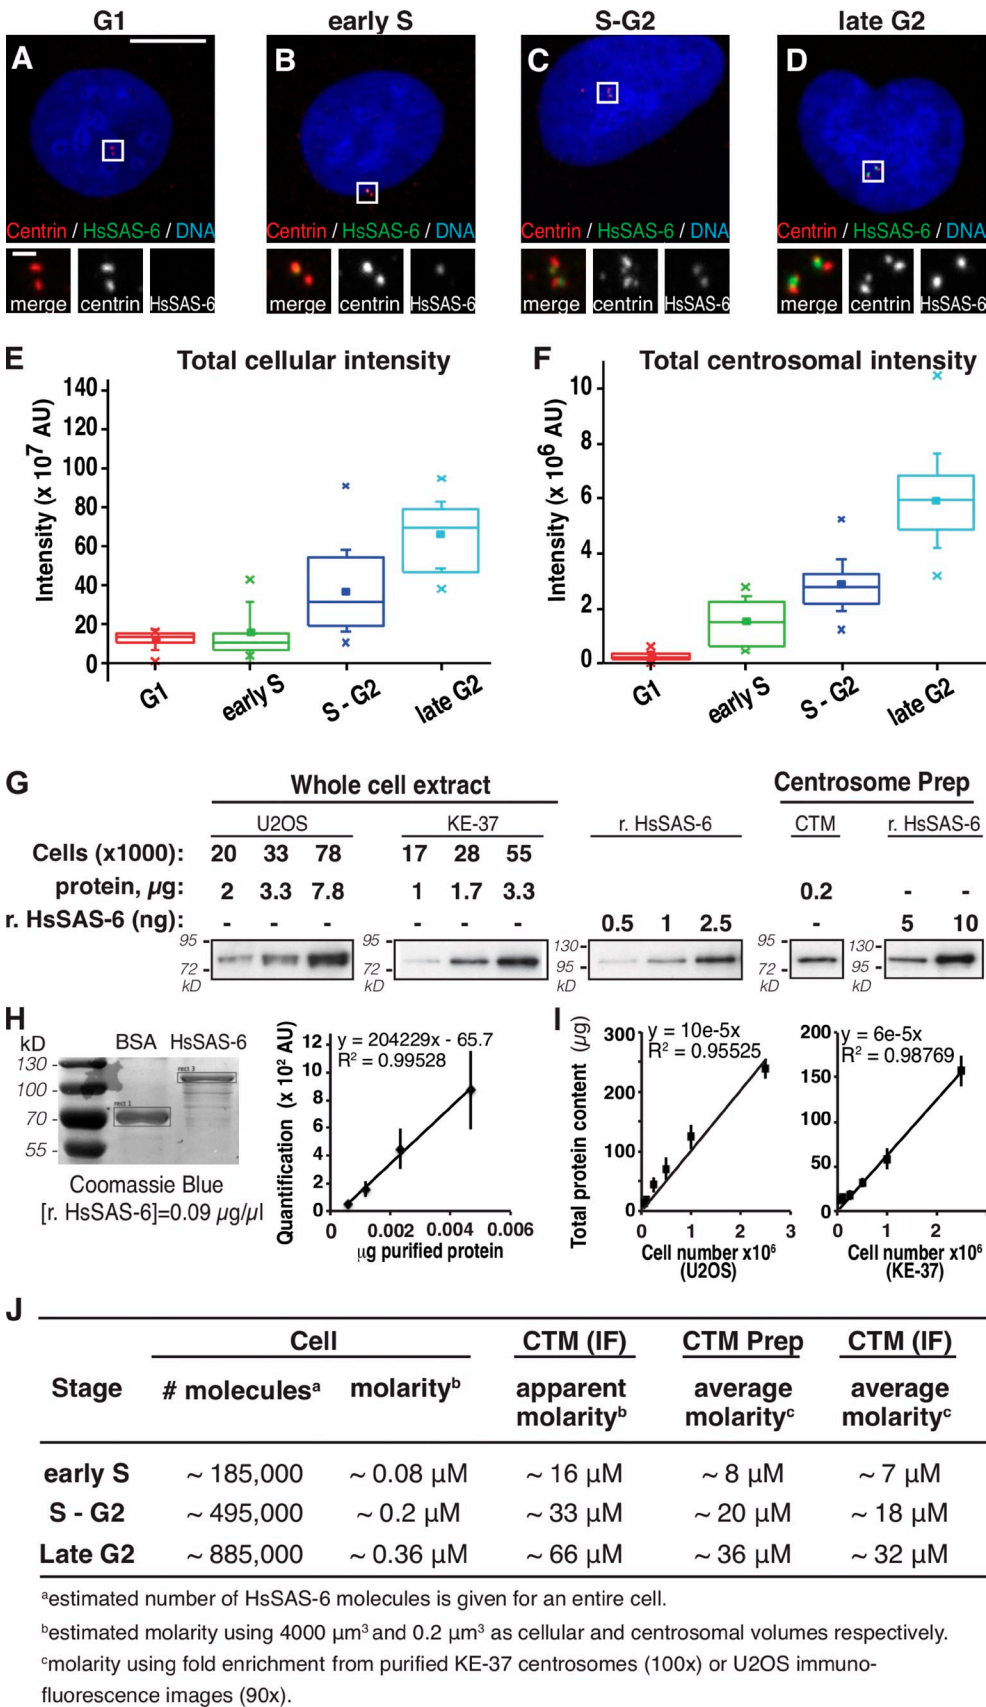 G1 early S S-G2 late G2
A B C D
Centrin / HsSAS-6 / DNA Centrin / HsSAS-6 / DNA Centrin / HsSAS-6 / DNA Centrin / HsSAS-6 / DNA
merge centrin HsSAS-6 merge centrin HsSAS-6 merge centrin HsSAS-6 merge centrin HsSAS-6
E Total cellular intensity
Intensity (x 10⁷ AU)
140
120
100
80
60
40
20
0
G1 early S S - G2 late G2
F Total centrosomal intensity
Intensity (x 10⁶ AU)
10
8
6
4
2
0
G1 early S S - G2 late G2
G Whole cell extract Centrosome Prep
U2OS KE-37 r. HsSAS-6 CTM r. HsSAS-6
Cells (x1000): 20 33 78 17 28 55
protein, µg: 2 3.3 7.8 1 1.7 3.3 0.2 - -
r. HsSAS-6 (ng): - - - - - - 0.5 1 2.5 - 5 10
95 - 95 - 130 - 95 - 130 -
72 - 72 - 95 - 72 - 95 -
kD kD kD kD kD
H
kD BSA HsSAS-6
130 -
100 -
70 -
55 -
rect 3
rect 1
Coomassie Blue
[r. HsSAS-6]=0.09 µg/µl
Quantification (x 10² AU)
y = 204229x - 65.7
R² = 0.99528
12
10
8
6
4
2
0
0 0.002 0.004 0.006
µg purified protein
I
Total protein content (µg)
y = 10e-5x
R² = 0.95525
300
200
100
0
0 1 2 3
Cell number x10⁶
(U2OS)
y = 6e-5x
R² = 0.98769
200
150
100
50
0
0 1 2
Cell number x10⁶
(KE-37)
J
Cell CTM (IF) CTM Prep CTM (IF)
Stage # moleculesᵃ molarityᵇ apparent molarityᵇ average molarityᶜ average molarityᶜ
early S ~ 185,000 ~ 0.08 µM ~ 16 µM ~ 8 µM ~ 7 µM
S - G2 ~ 495,000 ~ 0.2 µM ~ 33 µM ~ 20 µM ~ 18 µM
Late G2 ~ 885,000 ~ 0.36 µM ~ 66 µM ~ 36 µM ~ 32 µM
ᵃestimated number of HsSAS-6 molecules is given for an entire cell.
ᵇestimated molarity using 4000 µm³ and 0.2 µm³ as cellular and centrosomal volumes respectively.
ᶜmolarity using fold enrichment from purified KE-37 centrosomes (100x) or U2OS immuno-
fluorescence images (90x).